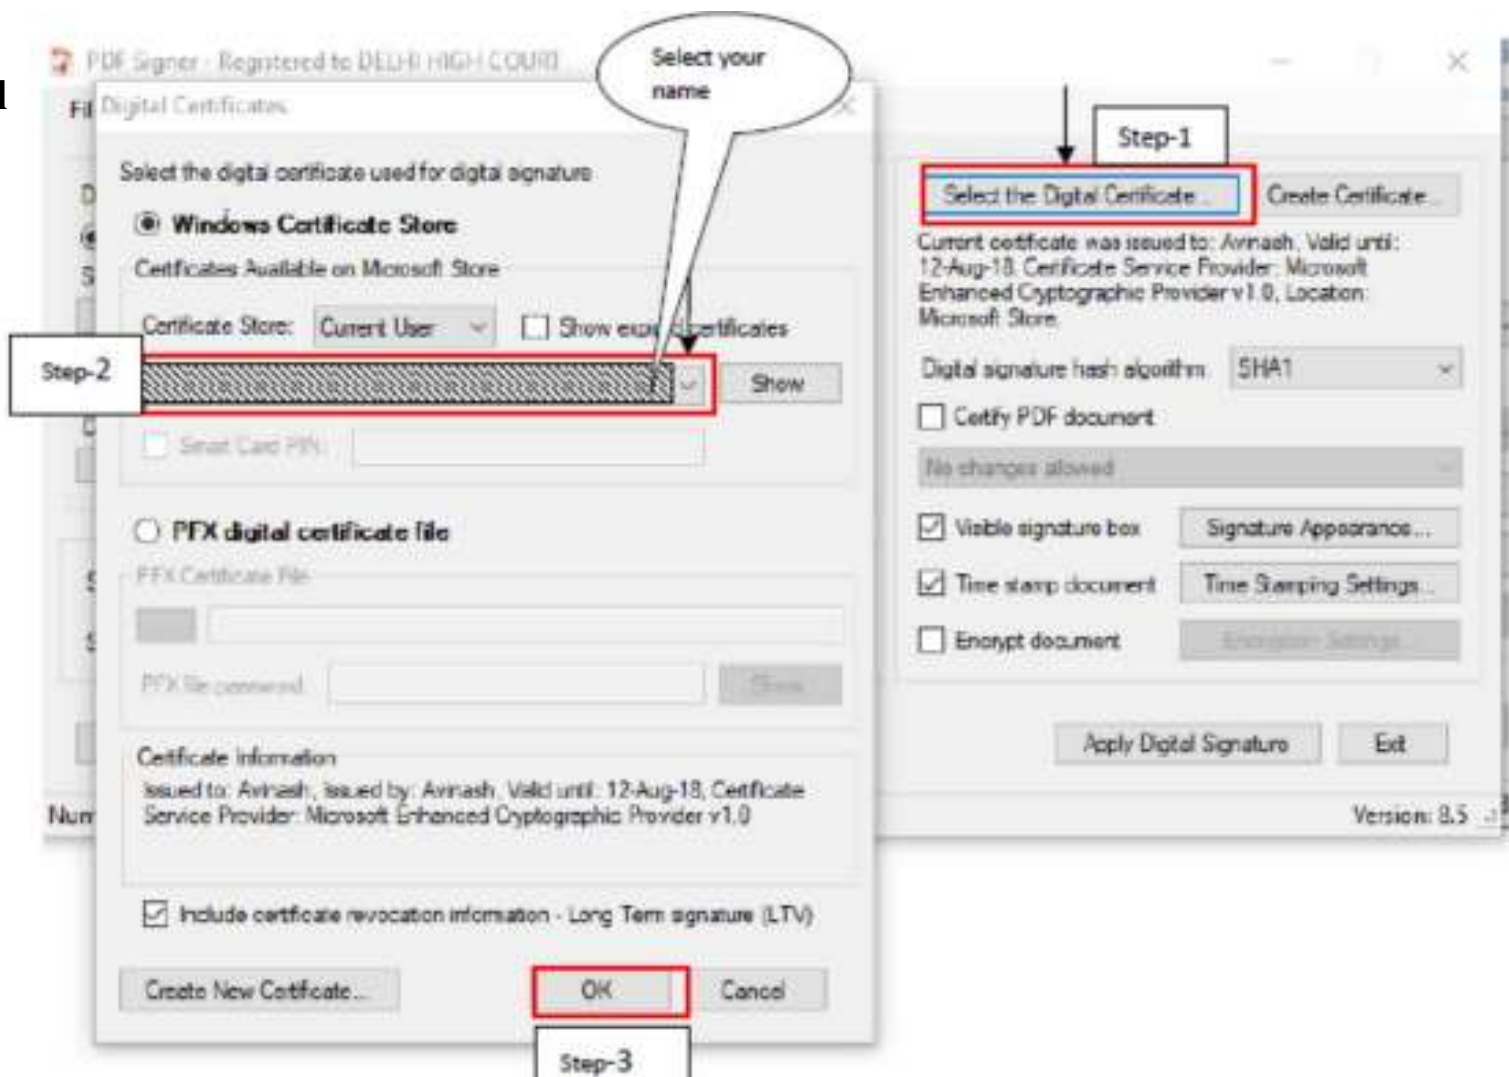 PDF Signer - Registered to DELHI HIGH COURT
Select your
name
l
Fil
Digital Certificates
Step-1
Select the digital certificate used for digital signature
Select the Digital Certificate...
Create Certificate...
D
Windows Certificate Store
Current certificate was issued to: Avinash, Valid until:
12-Aug-18, Certificate Service Provider: Microsoft
Enhanced Cryptographic Provider v1.0, Location:
Microsoft Store.
S
Certificates Available on Microsoft Store
Certificate Store: Current User
Show expired certificates
Step-2
Show
Digital signature hash algorithm: SHA1
Certify PDF document
Smart Card PIN:
No changes allowed
PFX digital certificate file
Visible signature box
Signature Appearance...
PFX Certificate File
Time stamp document
Time Stamping Settings...
Encrypt document
Encryption Settings...
PFX file password:
Show
Apply Digital Signature
Exit
Certificate Information
Issued to: Avinash, Issued by: Avinash, Valid until: 12-Aug-18, Certificate
Service Provider: Microsoft Enhanced Cryptographic Provider v1.0
Num
Version: 8.5
Include certificate revocation information - Long Term signature (LTV)
Create New Certificate...
OK
Cancel
Step-3